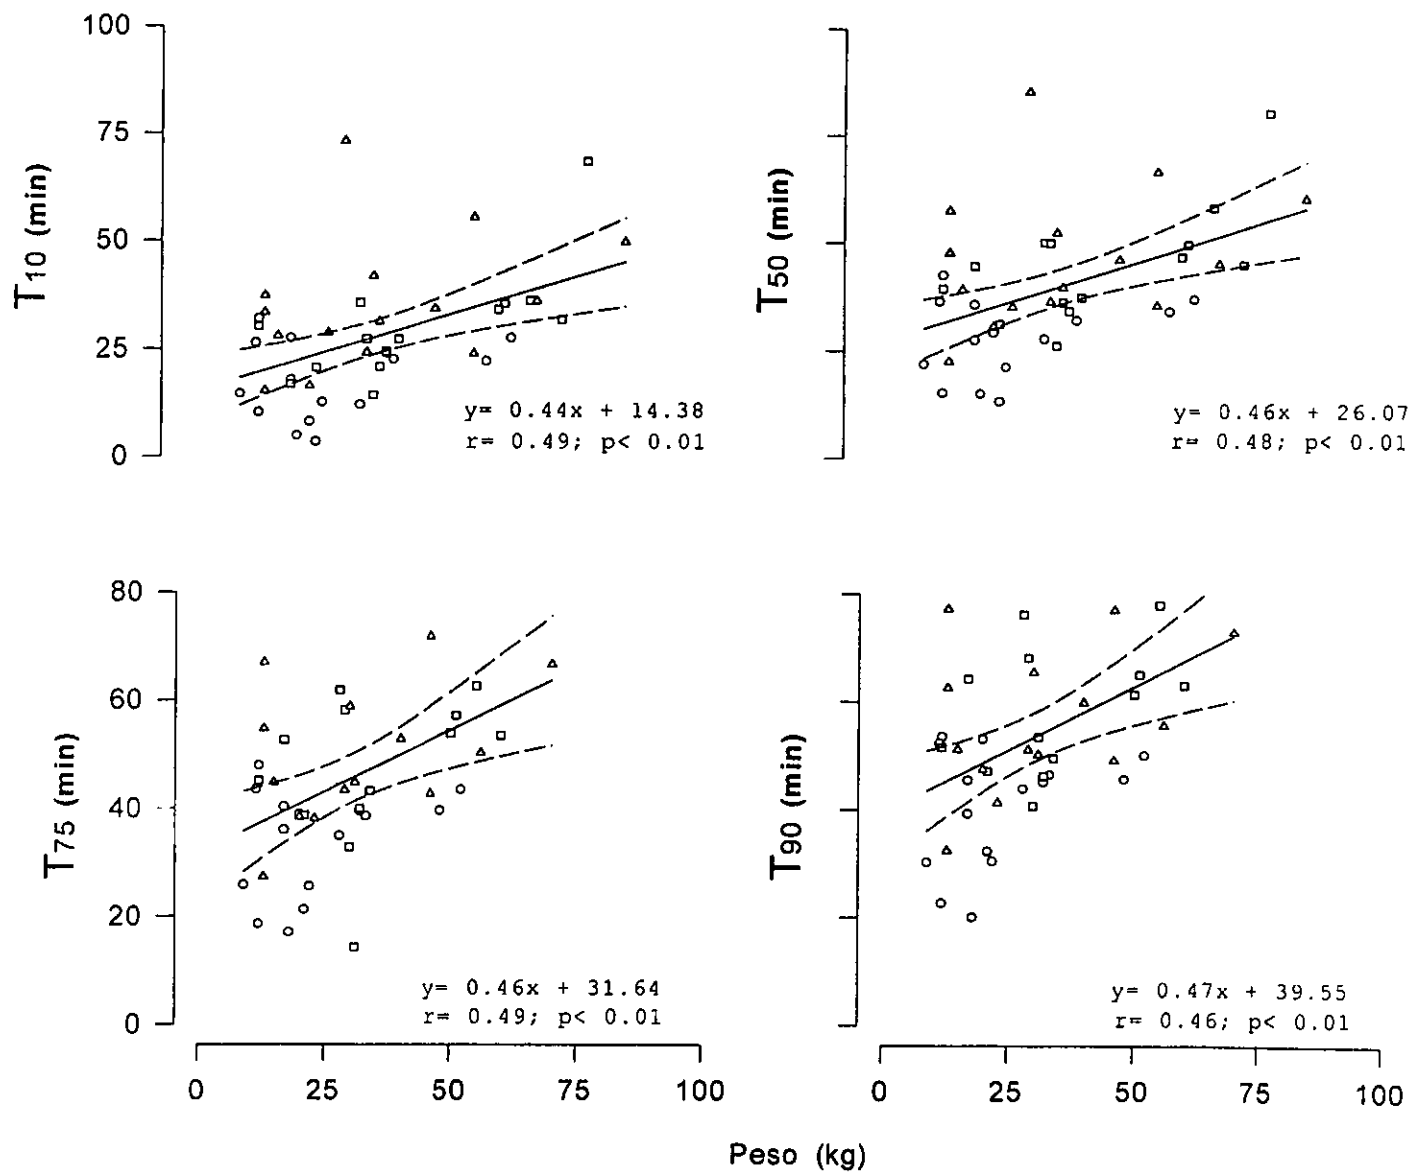 100
75
50
25
0
T10 (min)
y= 0.44x + 14.38
r= 0.49; p< 0.01
T50 (min)
y= 0.46x + 26.07
r= 0.48; p< 0.01
80
60
40
20
0
T75 (min)
y= 0.46x + 31.64
r= 0.49; p< 0.01
T90 (min)
y= 0.47x + 39.55
r= 0.46; p< 0.01
0 25 50 75 100
0 25 50 75 100
Peso (kg)